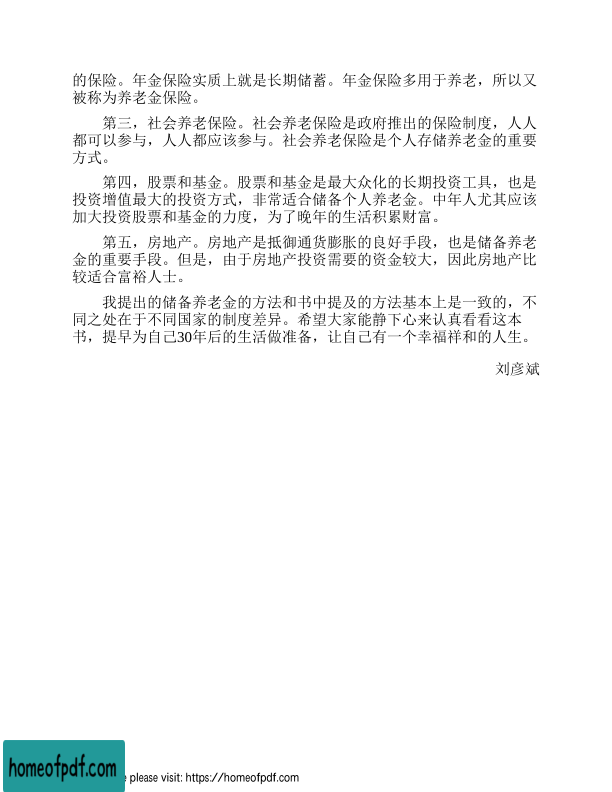 的保险。年金保险实质上就是长期储蓄。年金保险多用于养老，所以又
被称为养老金保险。
第三，社会养老保险。社会养老保险是政府推出的保险制度，人人
都可以参与，人人都应该参与。社会养老保险是个人存储养老金的重要
方式。
第四，股票和基金。股票和基金是最大众化的长期投资工具，也是
投资增值最大的投资方式，非常适合储备个人养老金。中年人尤其应该
加大投资股票和基金的力度，为了晚年的生活积累财富。
第五，房地产。房地产是抵御通货膨胀的良好手段，也是储备养老
金的重要手段。但是，由于房地产投资需要的资金较大，因此房地产比
较适合富裕人士。
我提出的储备养老金的方法和书中提及的方法基本上是一致的，不
同之处在于不同国家的制度差异。希望大家能静下心来认真看看这本
书，提早为自己30年后的生活做准备，让自己有一个幸福祥和的人生。
刘彦斌
homeofpdf.com
please visit: https://homeofpdf.com